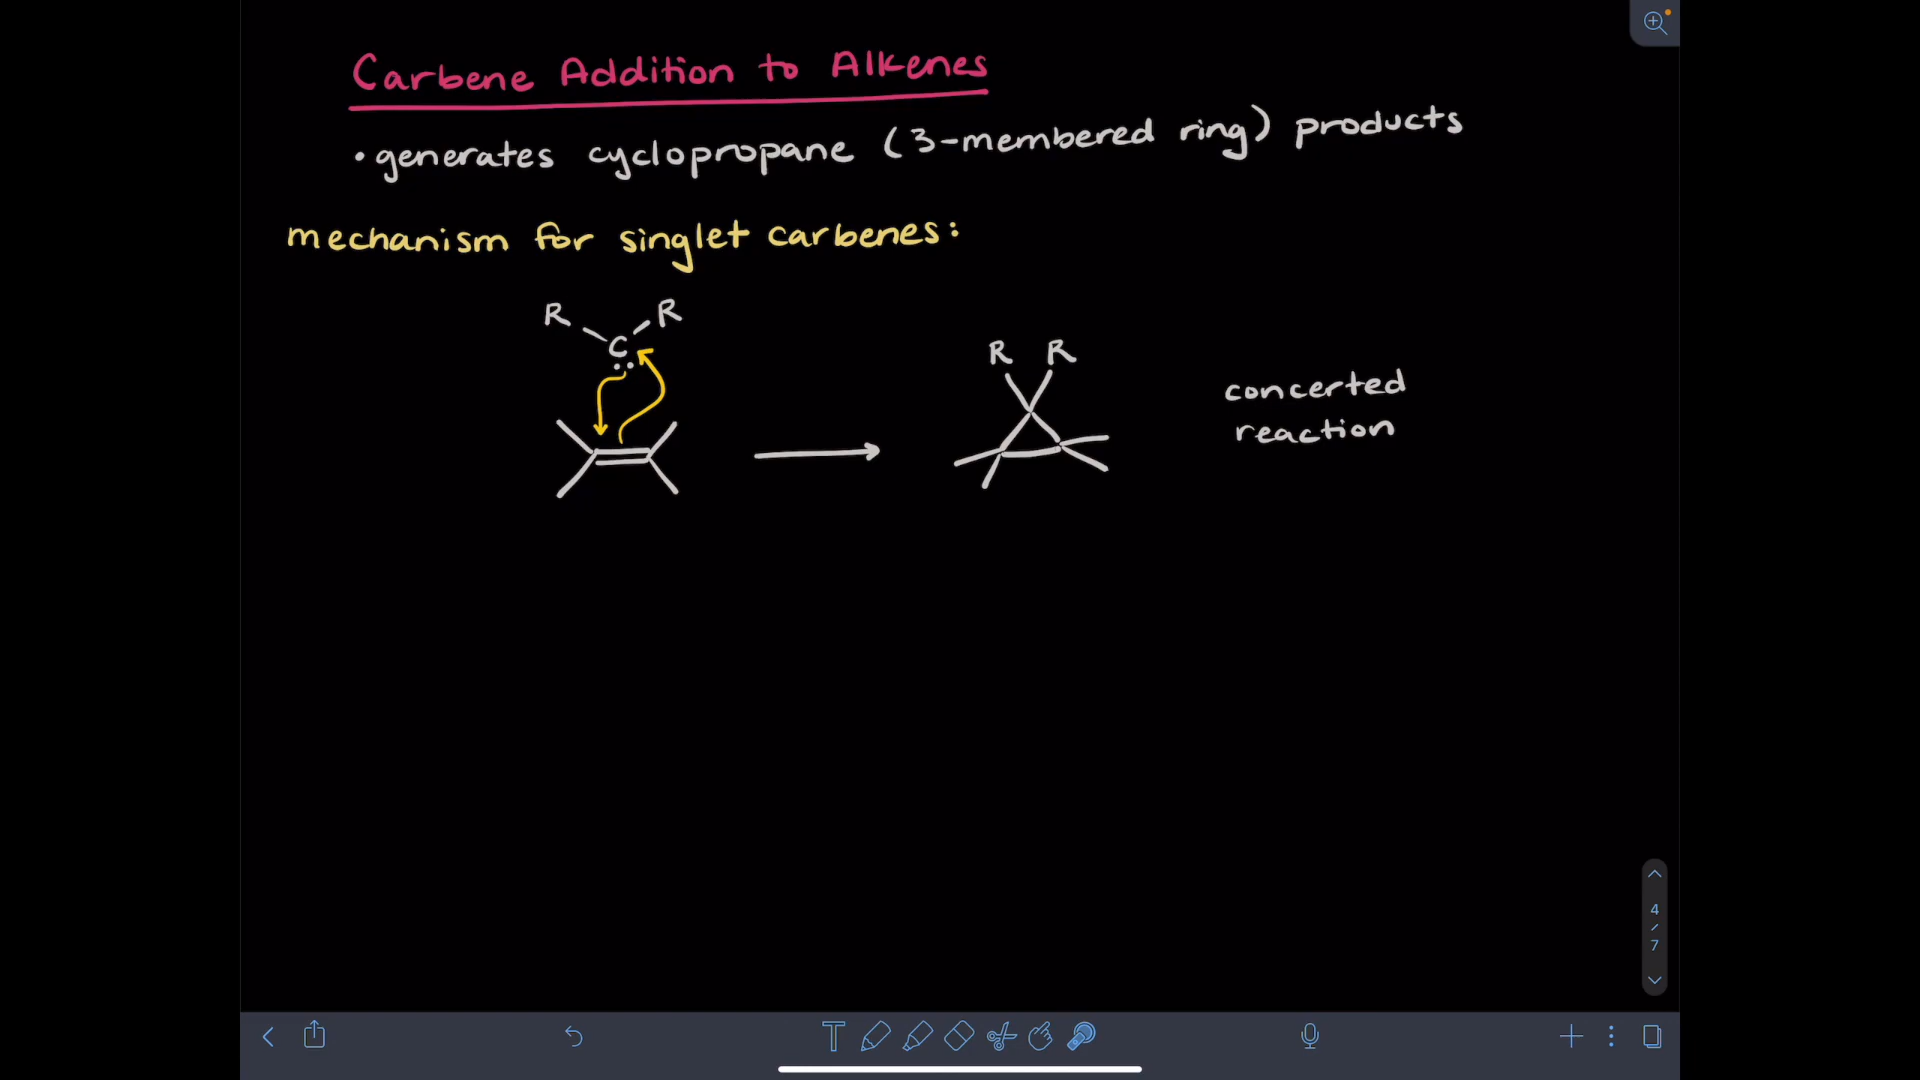 Carbene Addition to Alkenes
• generates cyclopropane (3-membered ring) products
mechanism for singlet carbenes:
R R
C
R R
concerted
reaction
4
/
7
T